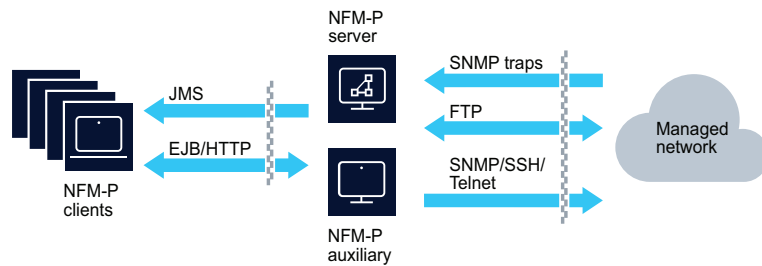 NFM-P
server
SNMP traps
JMS
FTP
Managed
network
EJB/HTTP
SNMP/SSH/
Telnet
NFM-P
clients
NFM-P
auxiliary